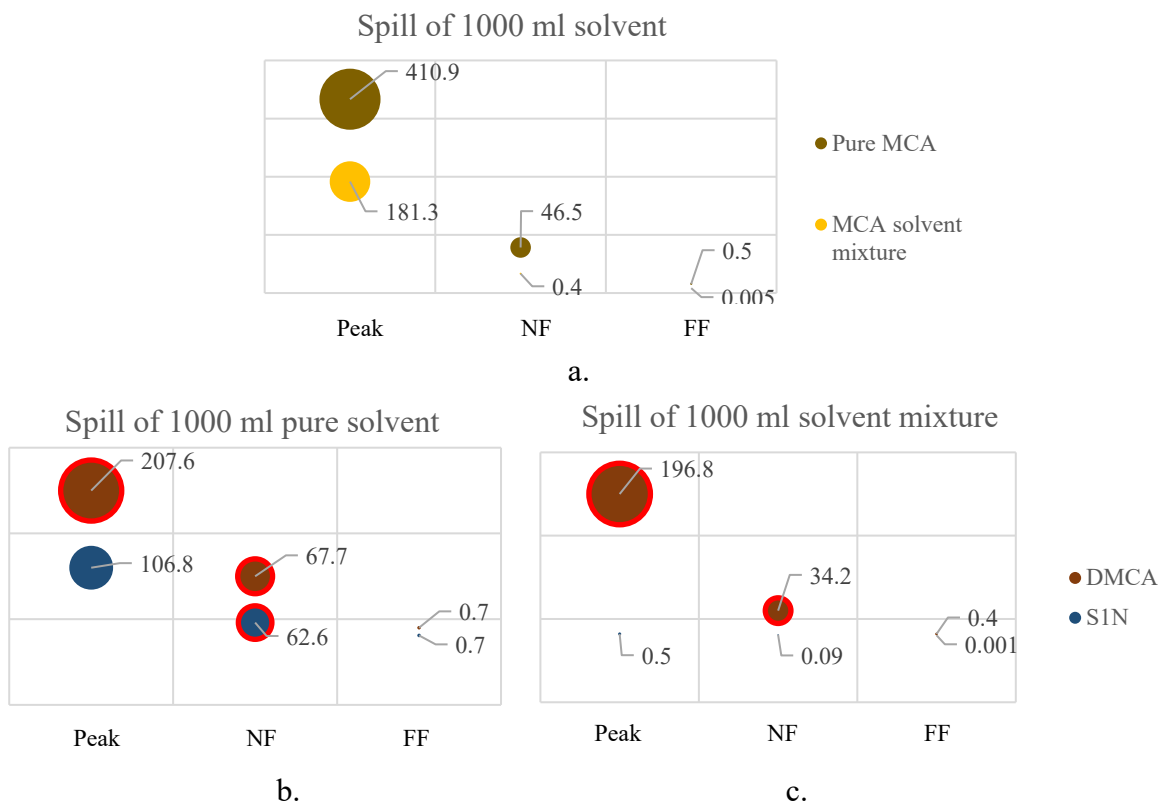 Spill of 1000 ml solvent
410.9
181.3
46.5
0.4
0.5
0.005
Pure MCA
MCA solvent
mixture
Peak
NF
FF
a.
Spill of 1000 ml pure solvent
207.6
106.8
67.7
62.6
0.7
0.7
Peak
NF
FF
b.
Spill of 1000 ml solvent mixture
196.8
0.5
34.2
0.09
0.4
0.001
DMCA
S1N
Peak
NF
FF
c.